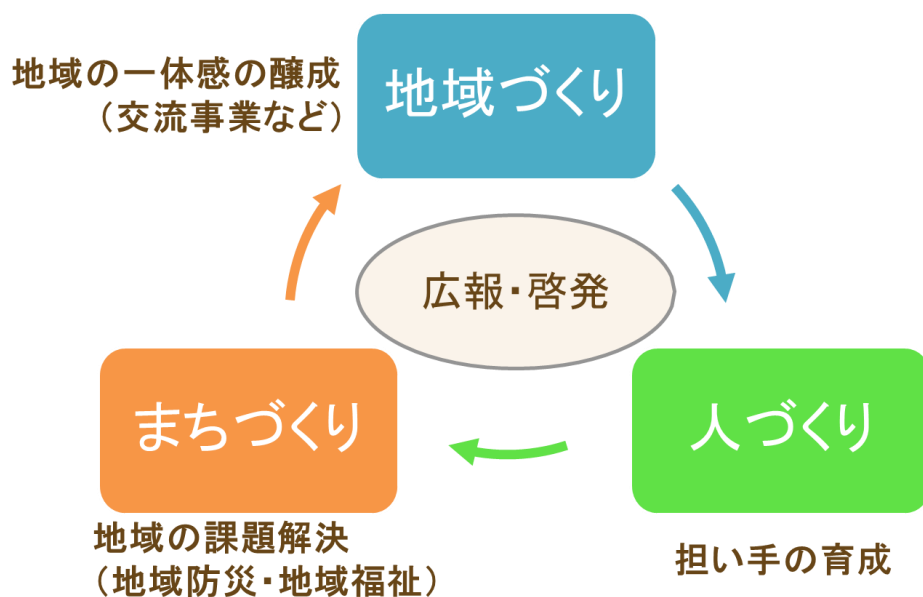 地域の一体感の醸成
（交流事業など）
地域づくり
広報・啓発
まちづくり
人づくり
地域の課題解決
（地域防災・地域福祉）
担い手の育成